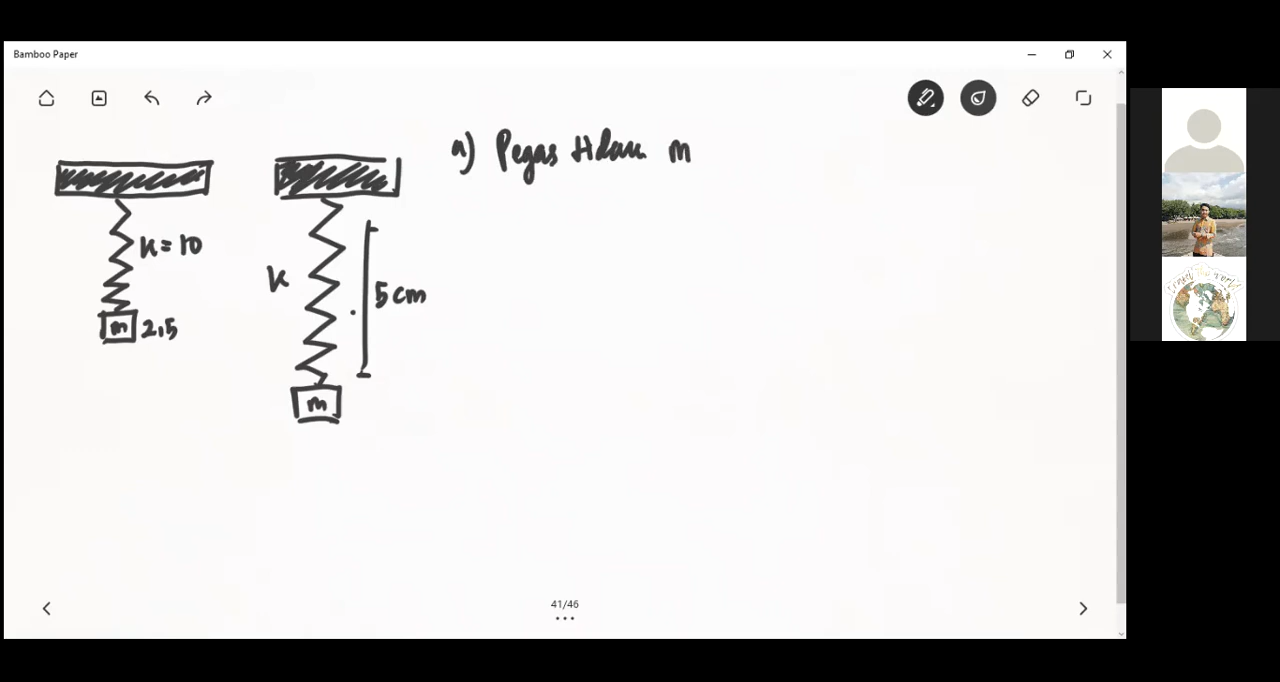 Bamboo Paper
a) Pegas tidak m
k = 10
k
5 cm
m 2,5
m
41/46